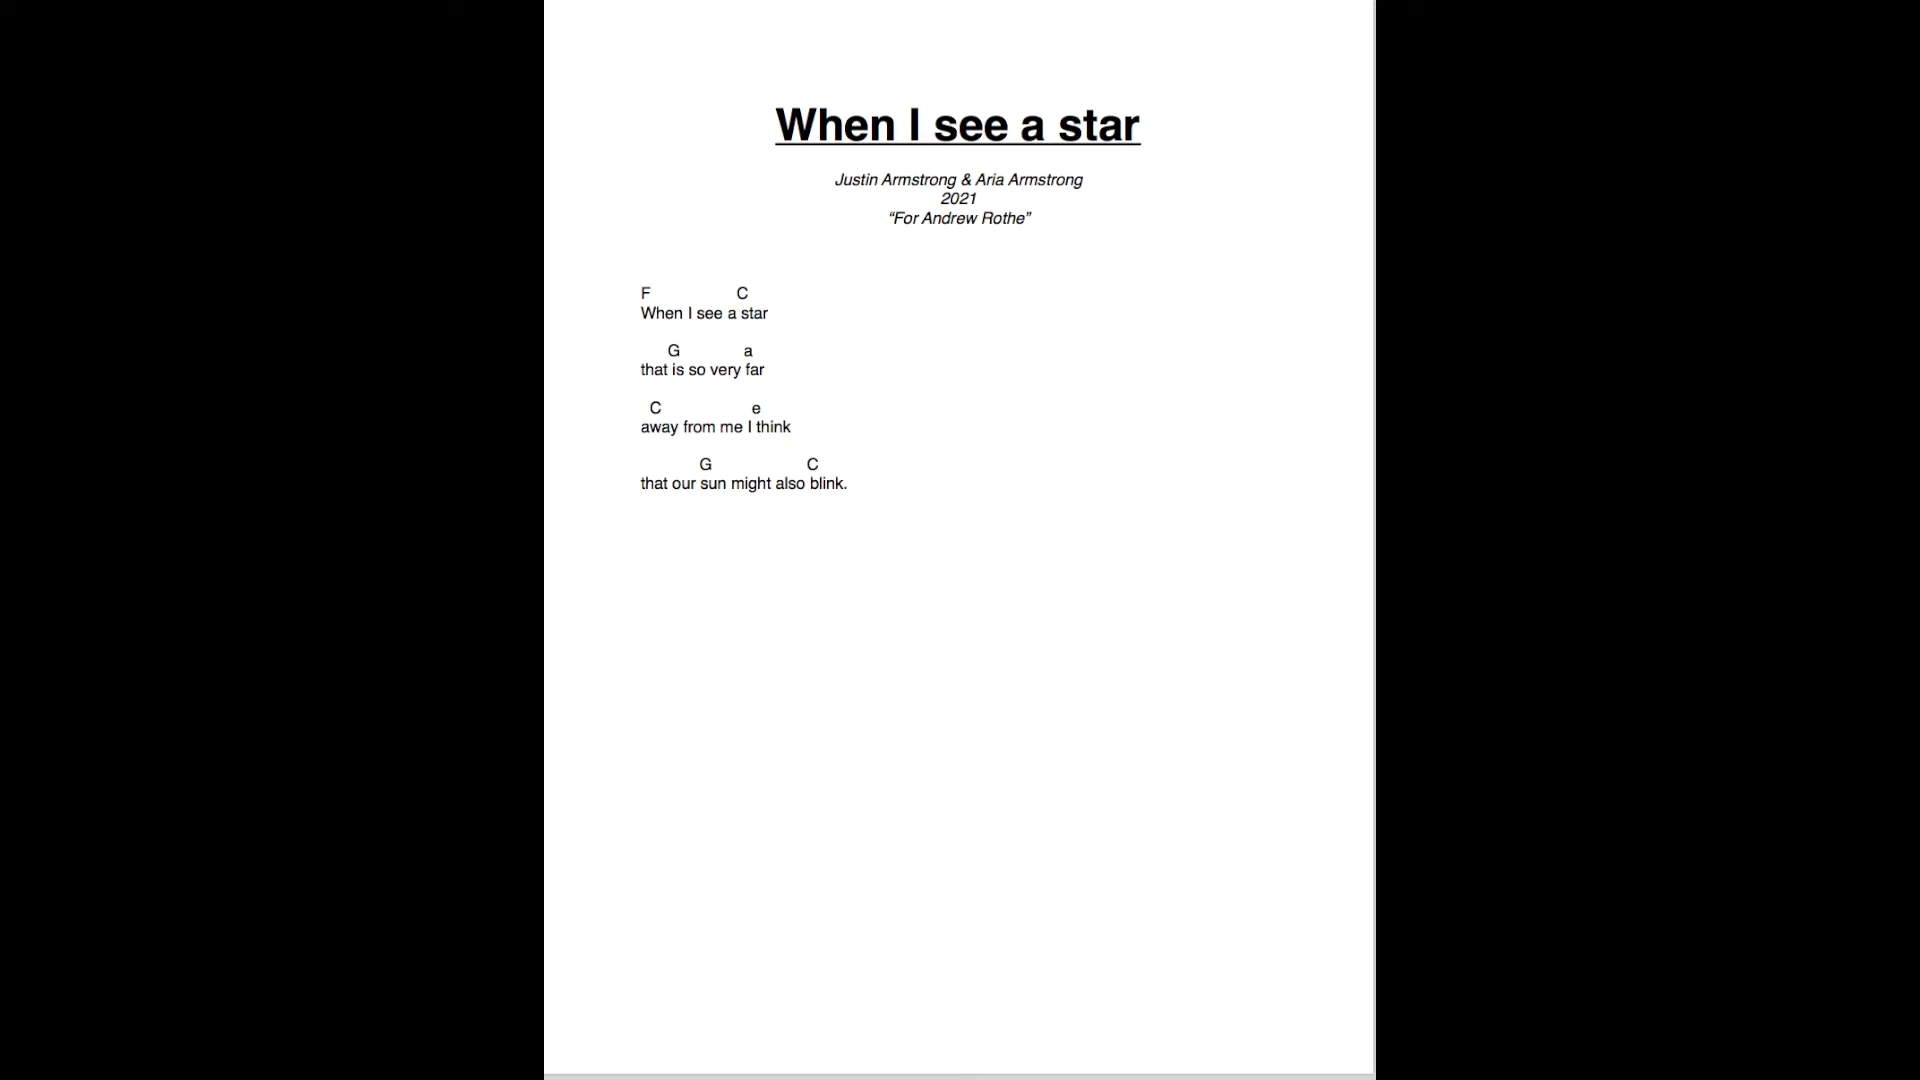 When I see a star
Justin Armstrong & Aria Armstrong
2021
“For Andrew Rothe”
F C
When I see a star
G a
that is so very far
C e
away from me I think
G C
that our sun might also blink.